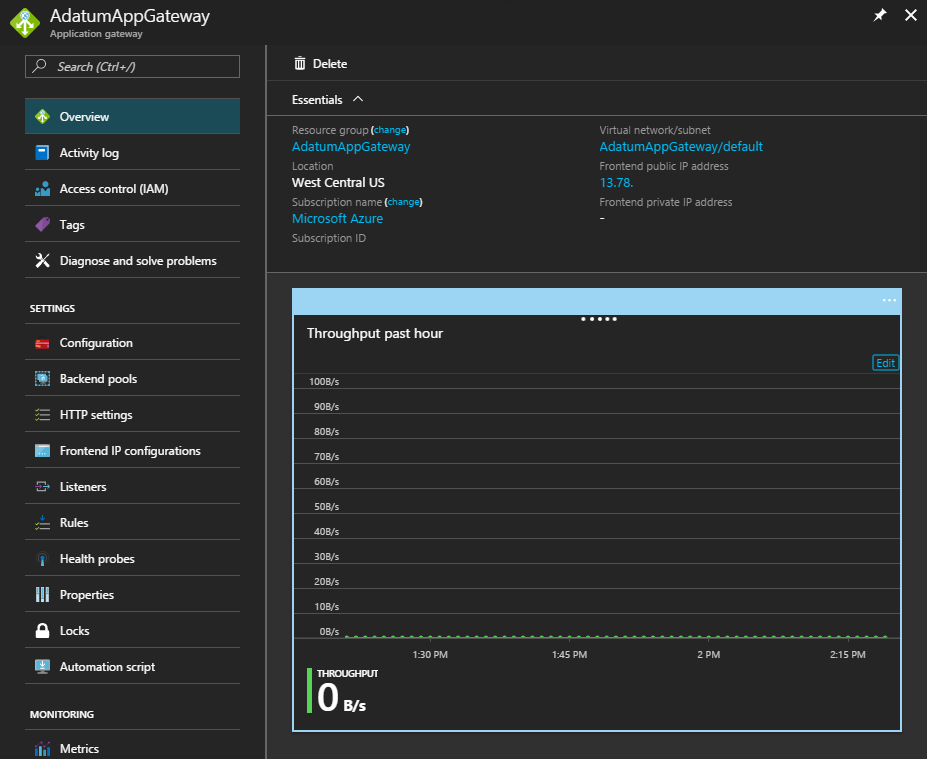 AdatumAppGateway
Application gateway
Search (Ctrl+/)
Overview
Activity log
Access control (IAM)
Tags
Diagnose and solve problems
SETTINGS
Configuration
Backend pools
HTTP settings
Frontend IP configurations
Listeners
Rules
Health probes
Properties
Locks
Automation script
MONITORING
Metrics
Delete
Essentials
Resource group (change)
AdatumAppGateway
Location
West Central US
Subscription name (change)
Microsoft Azure
Subscription ID
Virtual network/subnet
AdatumAppGateway/default
Frontend public IP address
13.78.
Frontend private IP address
-
Throughput past hour
Edit
100B/s
90B/s
80B/s
70B/s
60B/s
50B/s
40B/s
30B/s
20B/s
10B/s
0B/s
1:30 PM 1:45 PM 2 PM 2:15 PM
THROUGHPUT
0 B/s